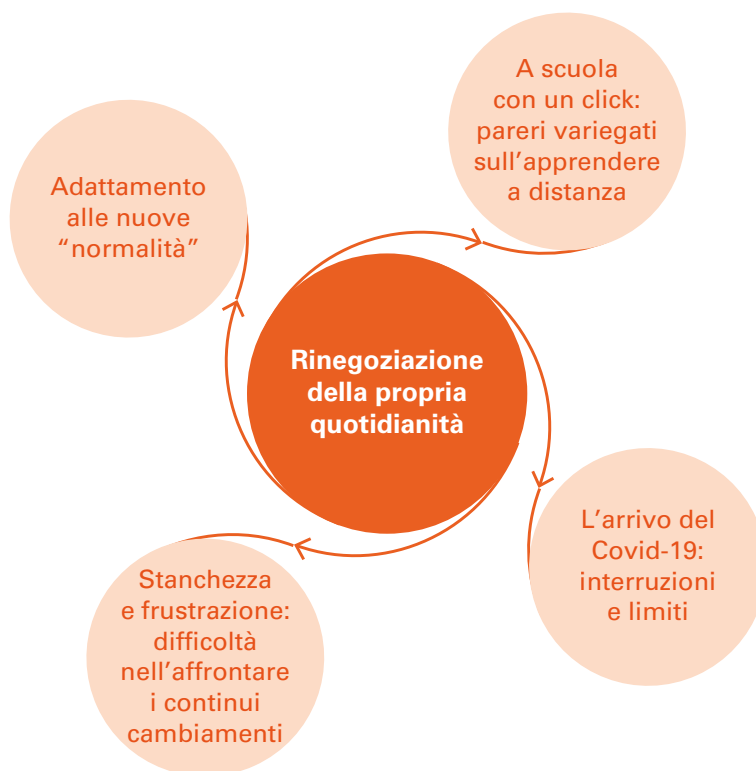 A scuola
con un click:
pareri variegati
sull’apprendere
a distanza
Adattamento
alle nuove
“normalità”
Rinegoziazione
della propria
quotidianità
L’arrivo del
Covid-19:
interruzioni
e limiti
Stanchezza
e frustrazione:
difficoltà
nell’affrontare
i continui
cambiamenti